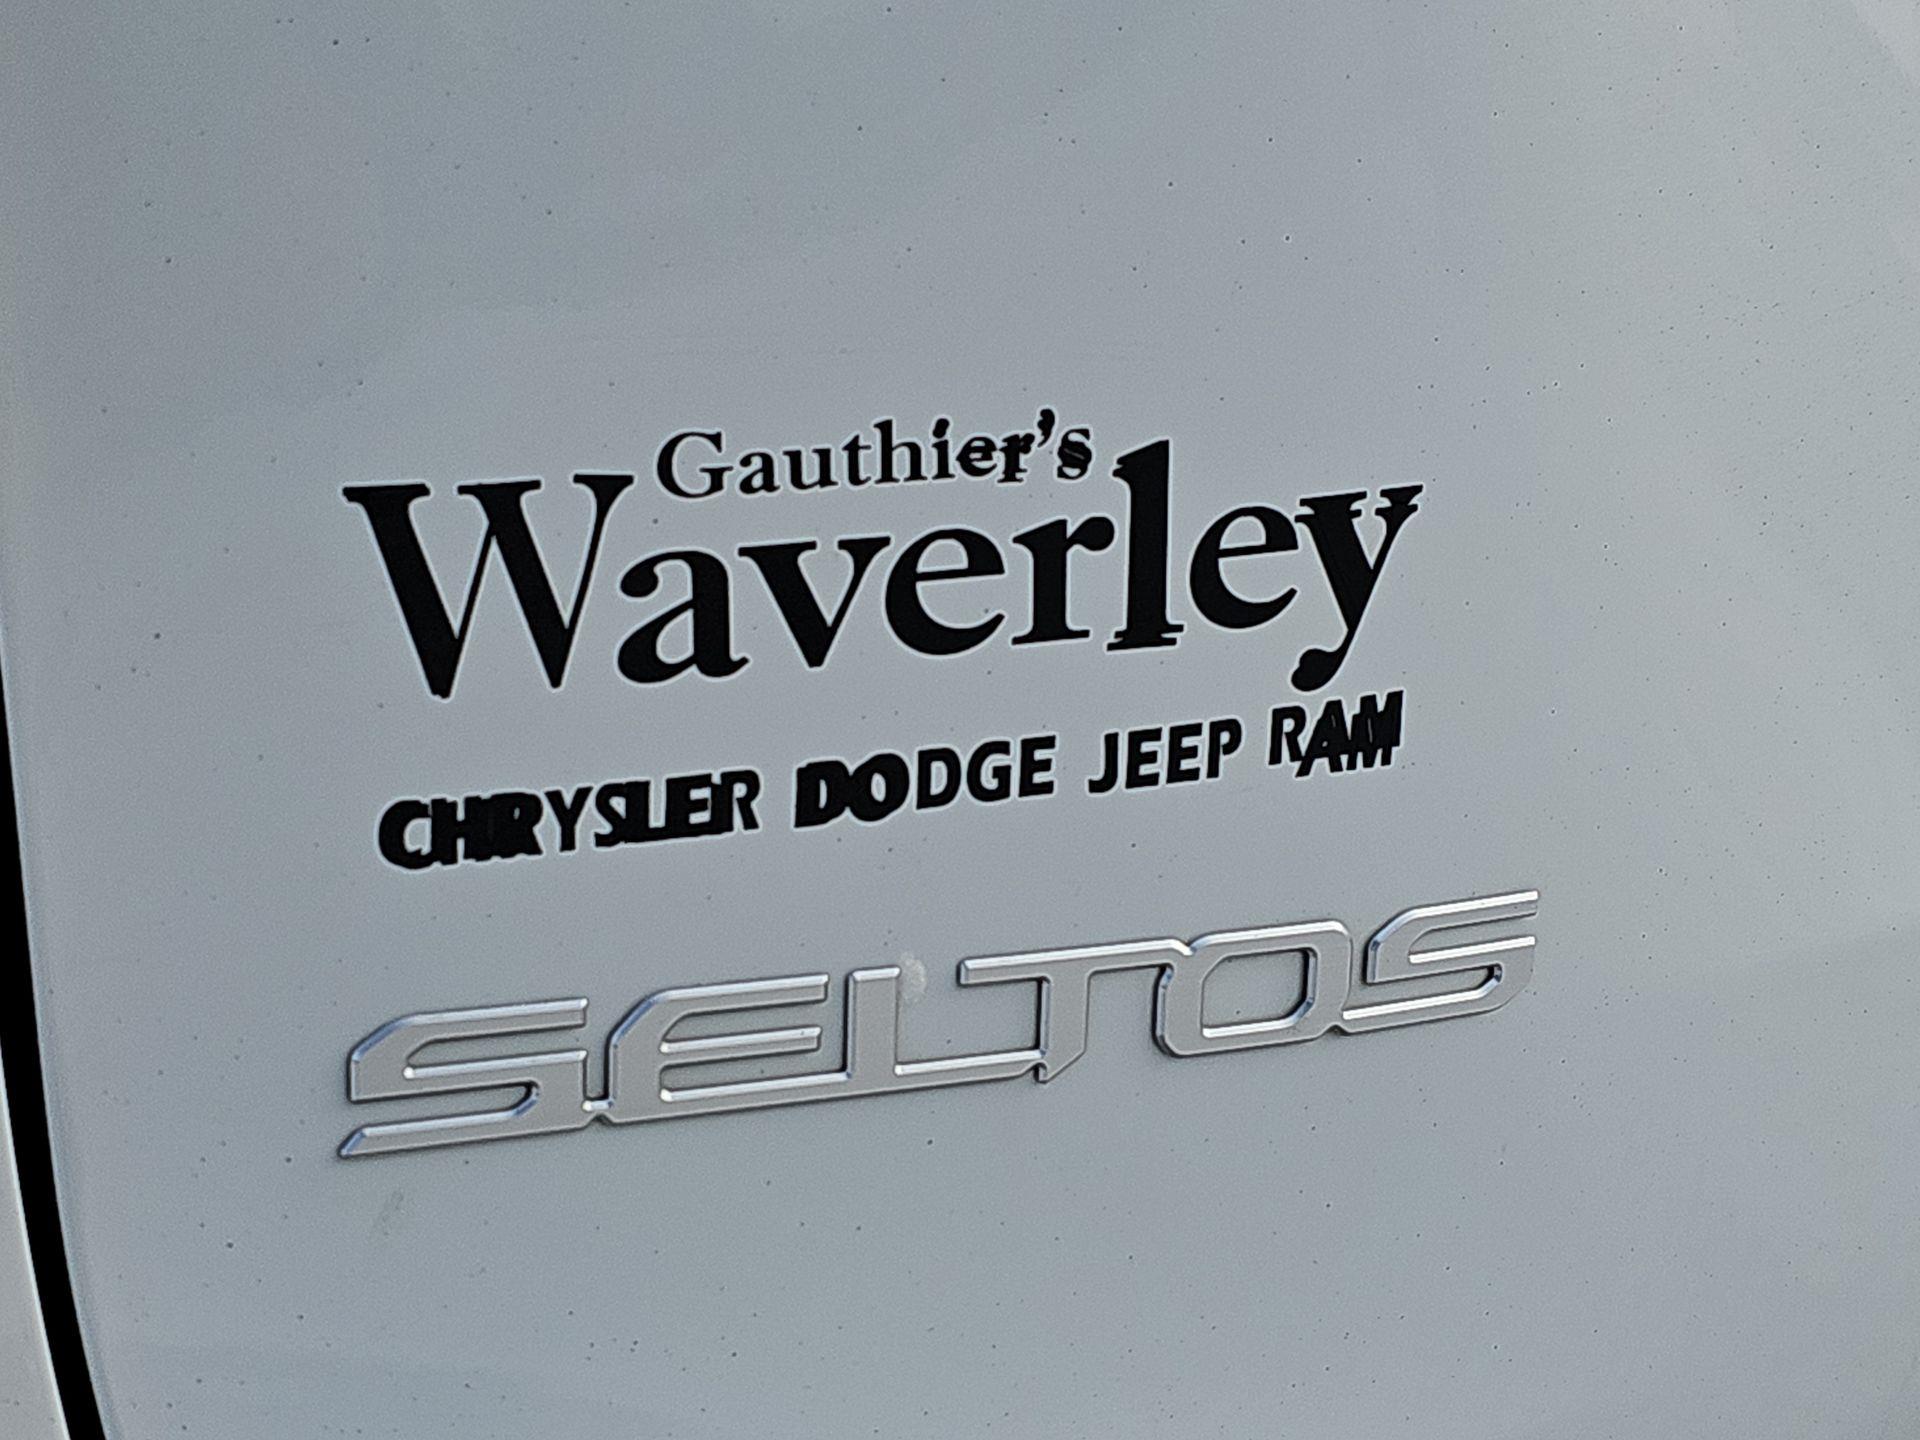 Gauthier's
Waverley
CHRYSLER DODGE JEEP RAM
SELTOS